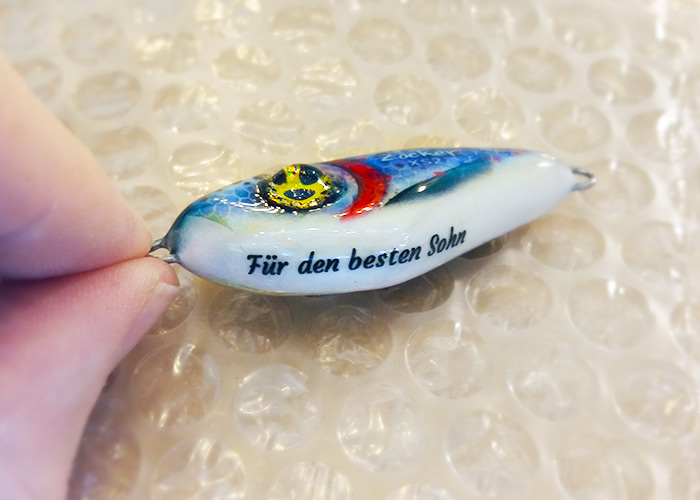 Für den besten Sohn